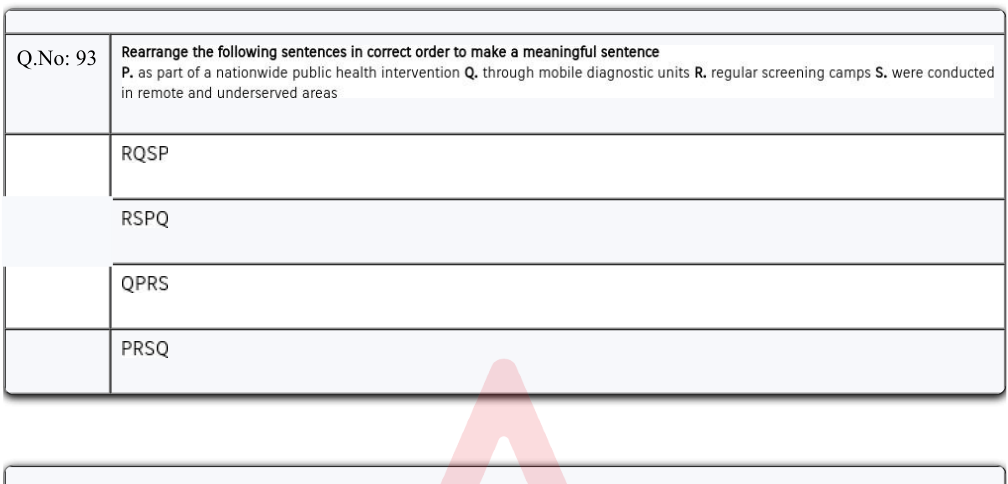 Q.No: 93
Rearrange the following sentences in correct order to make a meaningful sentence
P. as part of a nationwide public health intervention Q. through mobile diagnostic units R. regular screening camps S. were conducted
in remote and underserved areas
RQSP
RSPQ
QPRS
PRSQ